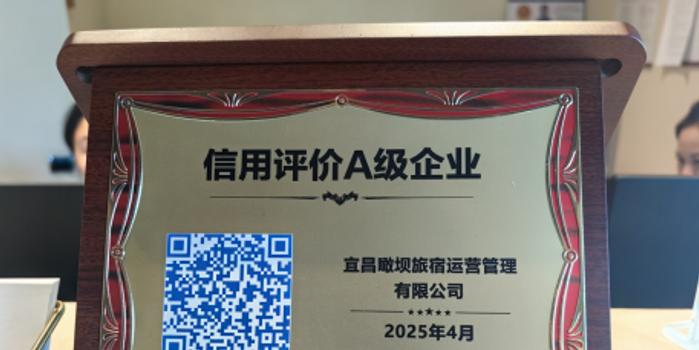 信用评价A级企业
宜昌瞰坝旅宿运营管理
有限公司
2025年4月